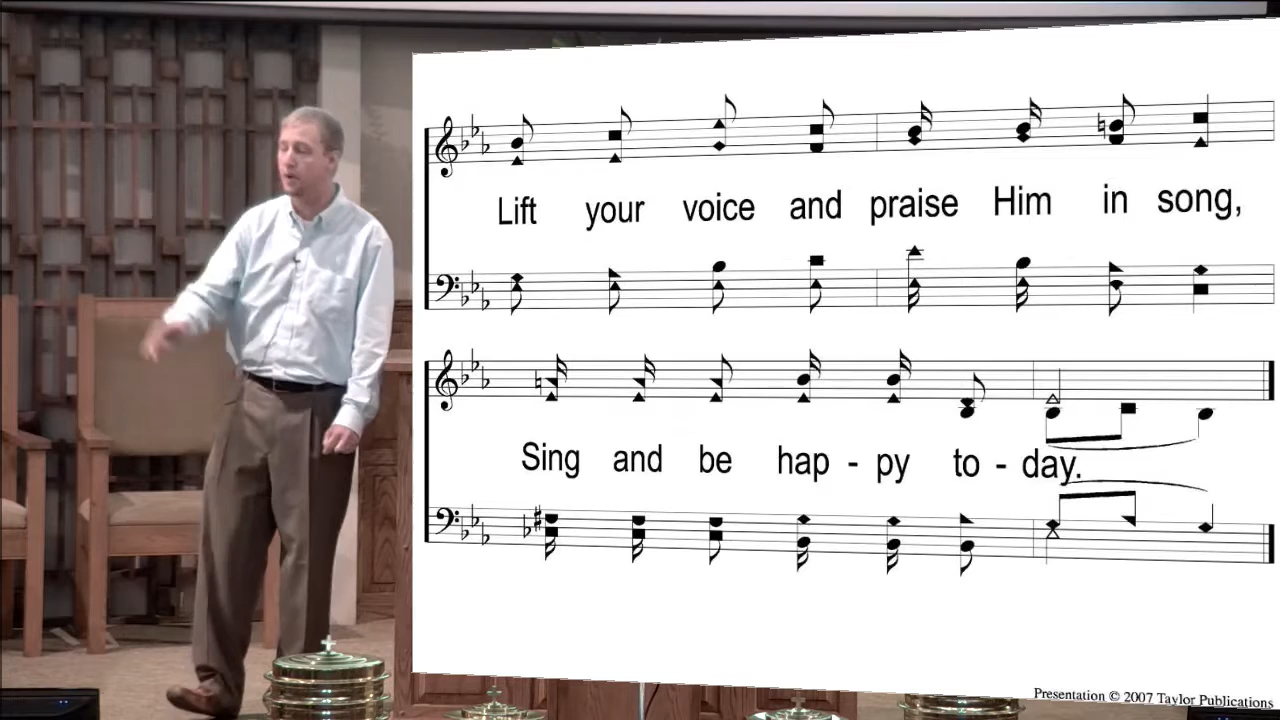 Lift your voice and praise Him in song,
Sing and be hap - py to - day.
Presentation © 2007 Taylor Publications